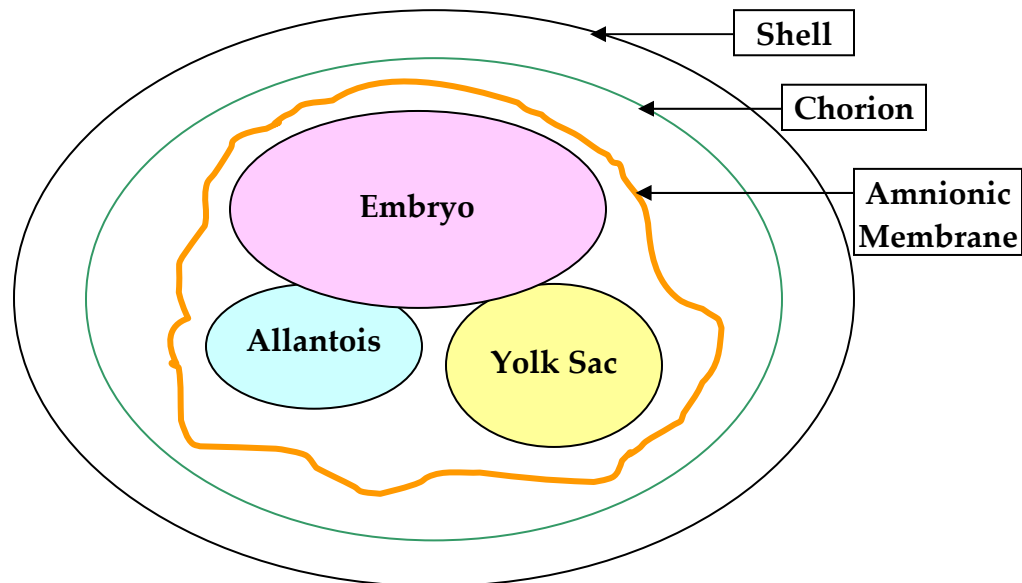 Shell
Chorion
Amnionic
Membrane
Embryo
Allantois
Yolk Sac